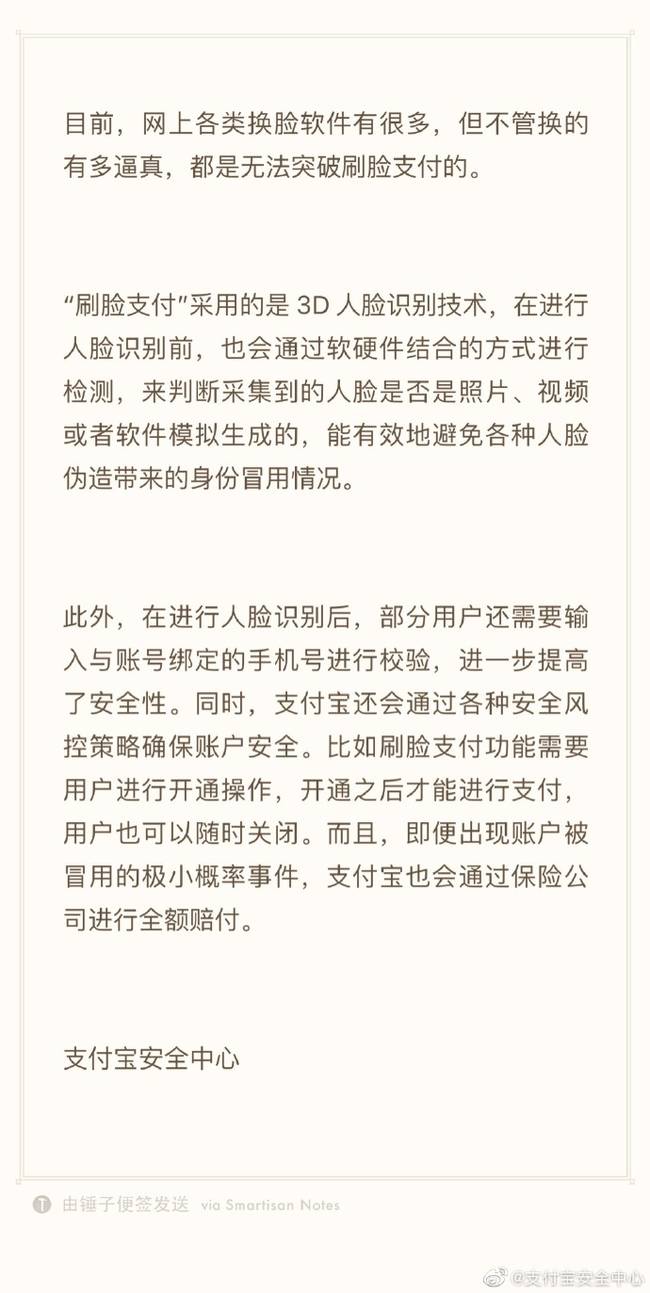 目前，网上各类换脸软件有很多，但不管换的
有多逼真，都是无法突破刷脸支付的。
“刷脸支付”采用的是 3D 人脸识别技术，在进行
人脸识别前，也会通过软硬件结合的方式进行
检测，来判断采集到的人脸是否是照片、视频
或者软件模拟生成的，能有效地避免各种人脸
伪造带来的身份冒用情况。
此外，在进行人脸识别后，部分用户还需要输
入与账号绑定的手机号进行校验，进一步提高
了安全性。同时，支付宝还会通过各种安全风
控策略确保账户安全。比如刷脸支付功能需要
用户进行开通操作，开通之后才能进行支付，
用户也可以随时关闭。而且，即便出现账户被
冒用的极小概率事件，支付宝也会通过保险公
司进行全额赔付。
支付宝安全中心
T 由锤子便签发送 via Smartisan Notes
@支付宝安全中心